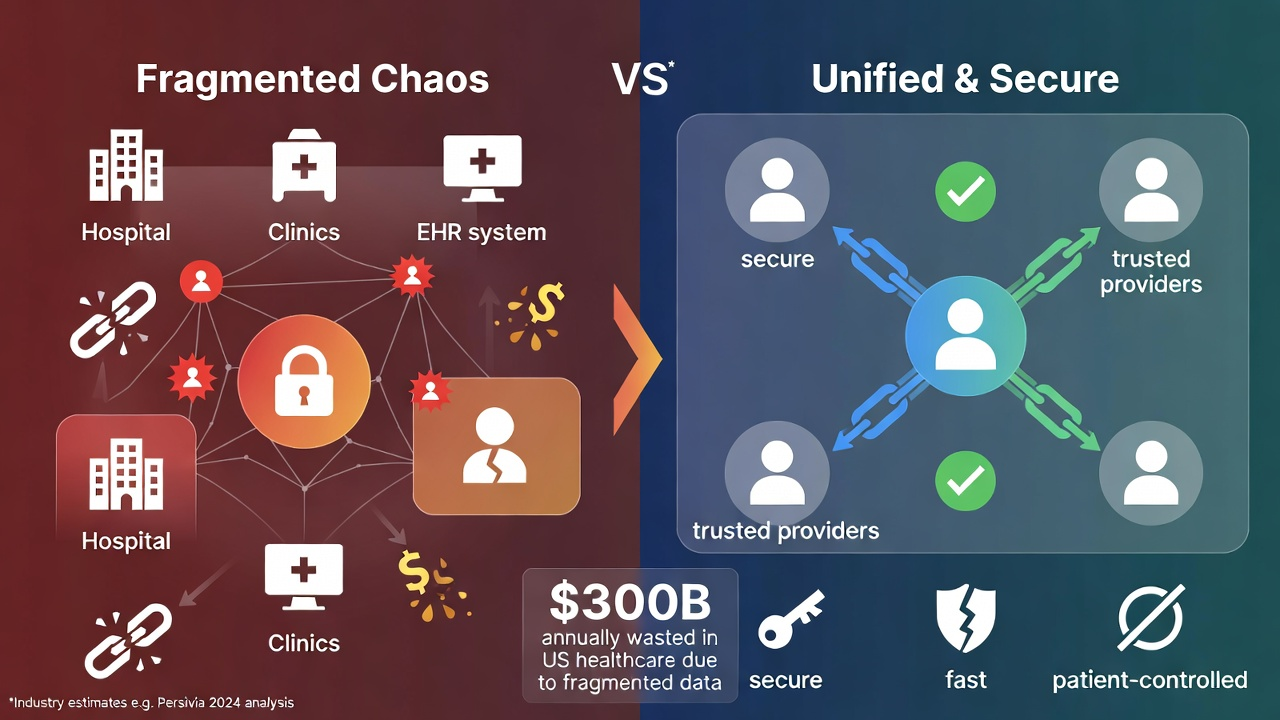 Fragmented Chaos
VS*
Unified & Secure
Hospital
Clinics
EHR system
secure
trusted
providers
Hospital
trusted providers
Clinics
$300B
annually wasted in
US healthcare due
to fragmented data
secure
fast
patient-controlled
*Industry estimates e.g. Persivia 2024 analysis